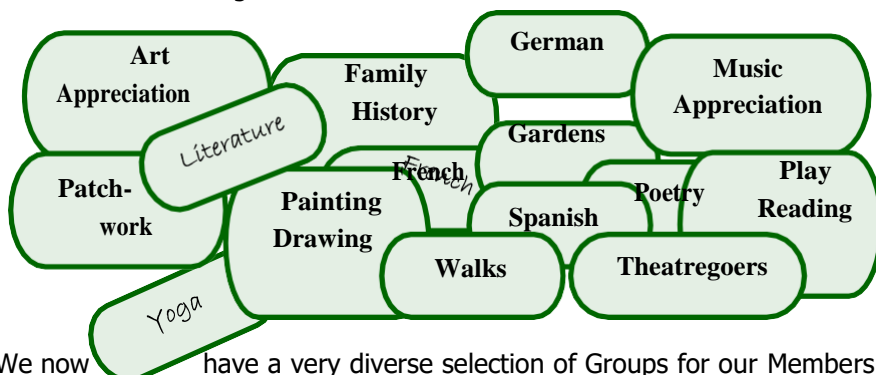 Art
Appreciation
Literature
Family
History
German
Music
Appreciation
Patch-
work
French
French
Gardens
Poetry
Play
Reading
Painting
Drawing
Spanish
Walks
Theatregoers
Yoga
We now have a very diverse selection of Groups for our Members